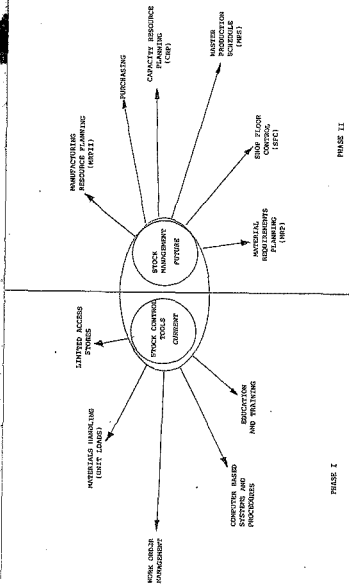 LIMITED ACCESS
STORES
MATERIALS HANDLING
(UNIT LOADS)
WORK ORDER
MANAGEMENT
COMPUTER BASED
SYSTEMS AND
PROCEDURES
EDUCATION
AND TRAINING
STOCK CONTROL
TOOLS
CURRENT
PHASE I
STOCK
MANAGEMENT
FUTURE
MANUFACTURING
RESOURCE PLANNING
(MRPII)
PURCHASING
CAPACITY RESOURCE
PLANNING
(CRP)
MASTER
PRODUCTION
SCHEDULE
(MPS)
SHOP FLOOR
CONTROL
(SFC)
MATERIAL
REQUIREMENTS
PLANNING
(MRP)
PHASE II